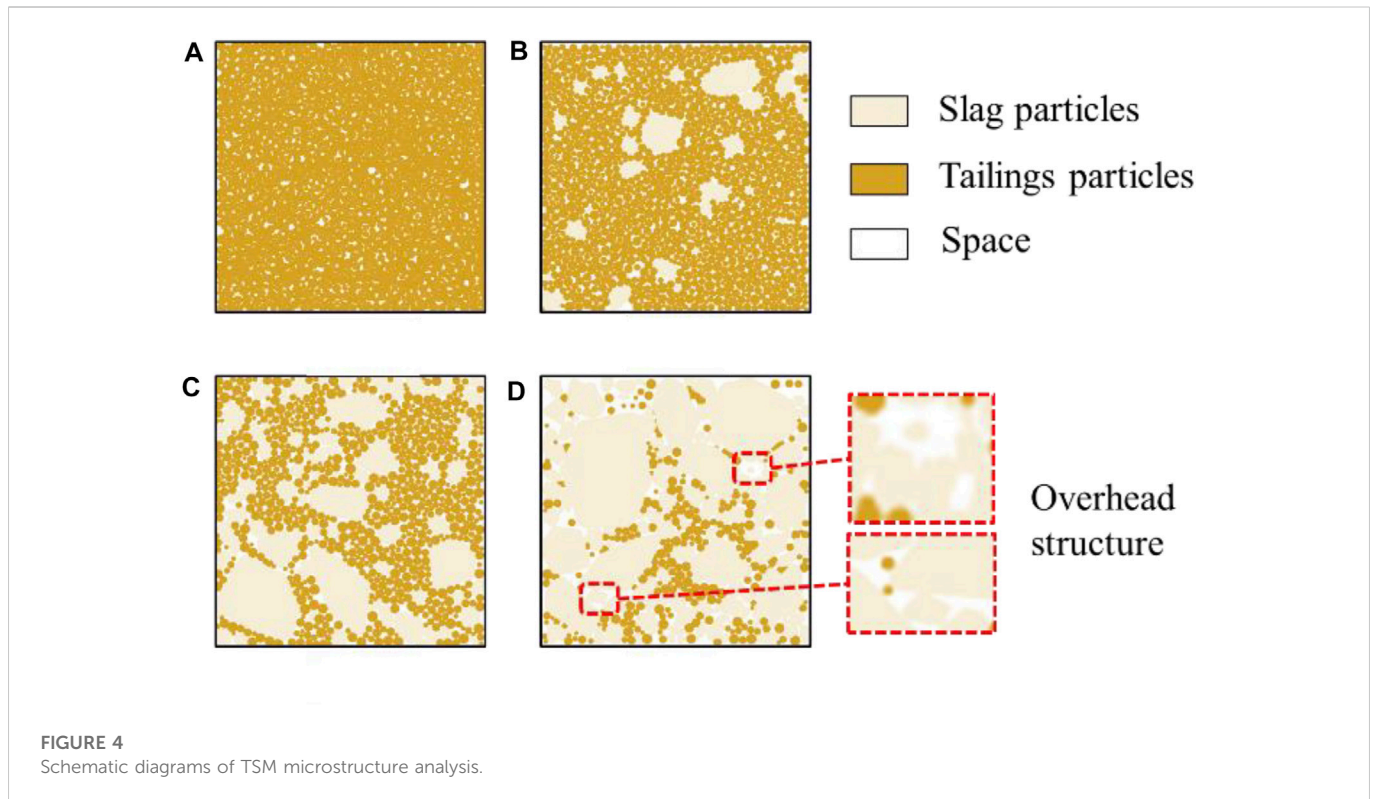 A
B
Slag particles
Tailings particles
Space
C
D
Overhead
structure
FIGURE 4
Schematic diagrams of TSM microstructure analysis.